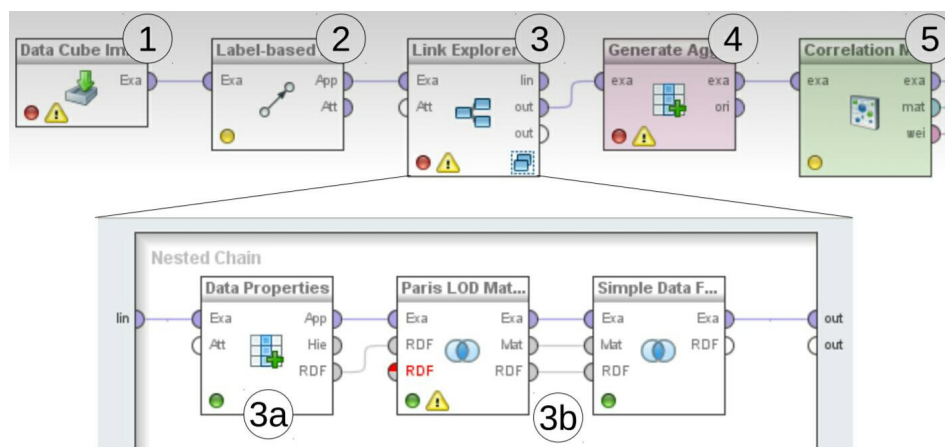 Data Cube Im 1
Label-based 2
Link Explorer 3
Generate Agg 4
Correlation M 5
Exa
Exa App
Att
Exa lin
Att out
out
exa exa
ori
exa exa
mat
wei
Nested Chain
Data Properties
Paris LOD Mat...
Simple Data F...
lin
Exa App
Att Hie
RDF
Exa Exa
RDF Mat
RDF RDF
Exa Exa
Mat RDF
RDF
out
out
3a
3b